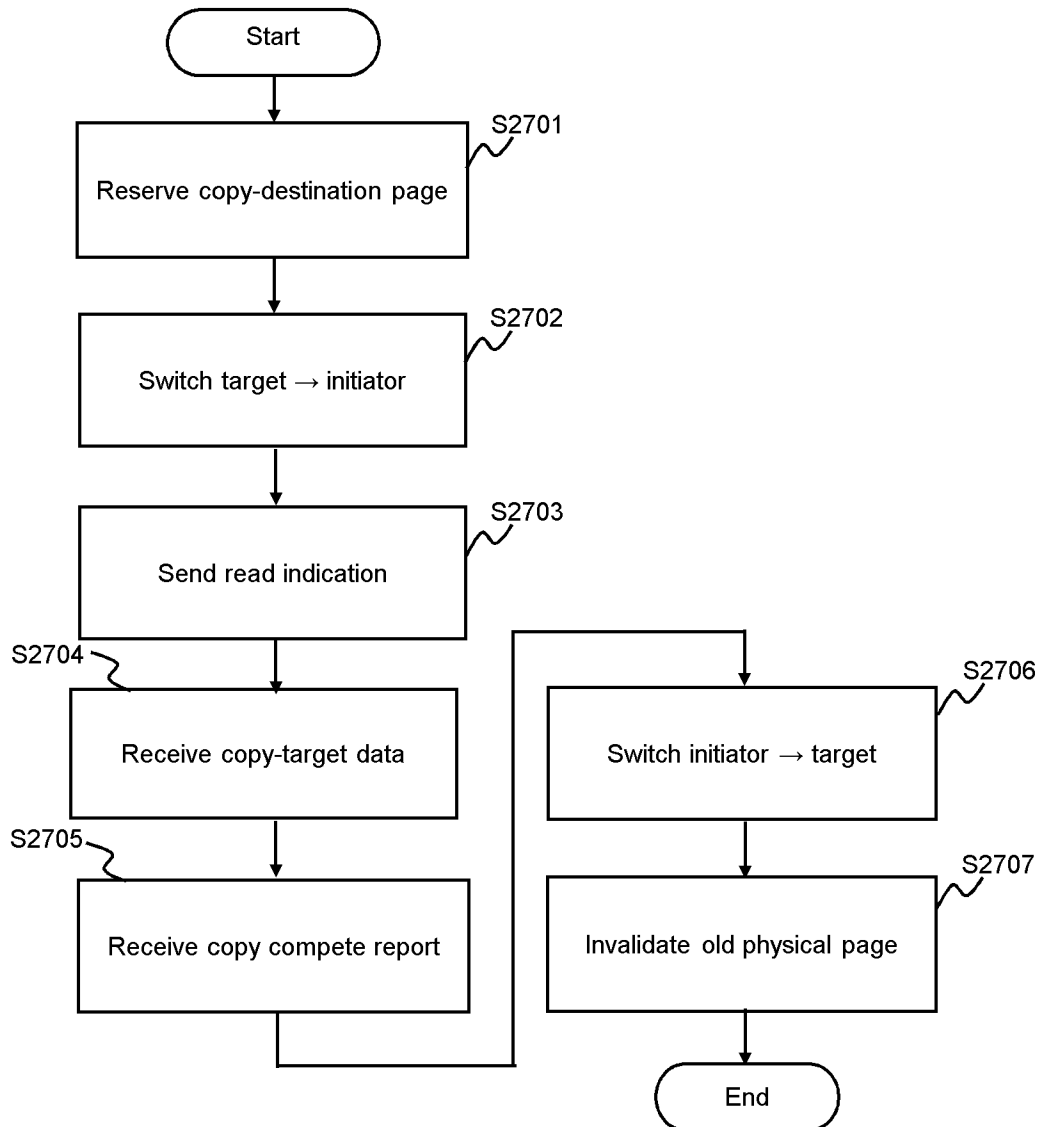 Start
S2701
Reserve copy-destination page
S2702
Switch target → initiator
S2703
Send read indication
S2704
Receive copy-target data
S2705
Receive copy compete report
S2706
Switch initiator → target
S2707
Invalidate old physical page
End